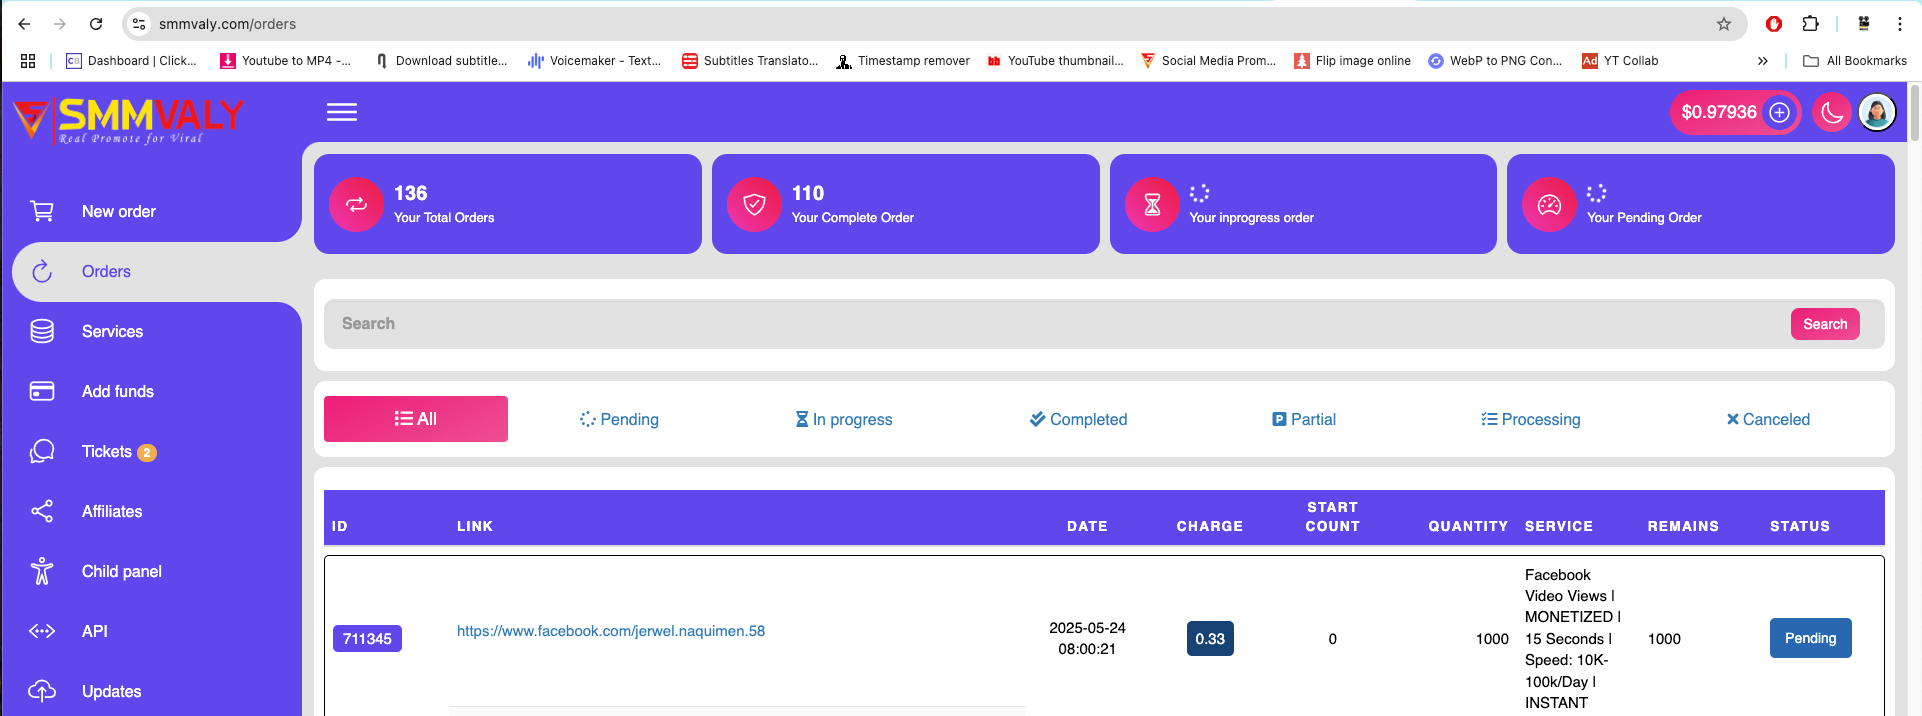 smmvaly.com/orders
Dashboard | Click...
Youtube to MP4 -...
Download subtitle...
Voicemaker - Text...
Subtitles Translato...
Timestamp remover
YouTube thumbnail...
Social Media Prom...
Flip image online
WebP to PNG Con...
Ad YT Collab
»
All Bookmarks
SMMVALY
Real Promote for Viral
$0.97936
New order
Orders
Services
Add funds
Tickets 2
Affiliates
Child panel
API
Updates
136
Your Total Orders
110
Your Complete Order
Your inprogress order
Your Pending Order
Search
Search
All
Pending
In progress
Completed
P Partial
Processing
Canceled
ID
LINK
DATE
CHARGE
START
COUNT
QUANTITY
SERVICE
REMAINS
STATUS
711345
https://www.facebook.com/jerwel.naquimen.58
2025-05-24
08:00:21
0.33
0
1000
Facebook
Video Views |
MONETIZED |
15 Seconds |
Speed: 10K-
100k/Day |
INSTANT
1000
Pending